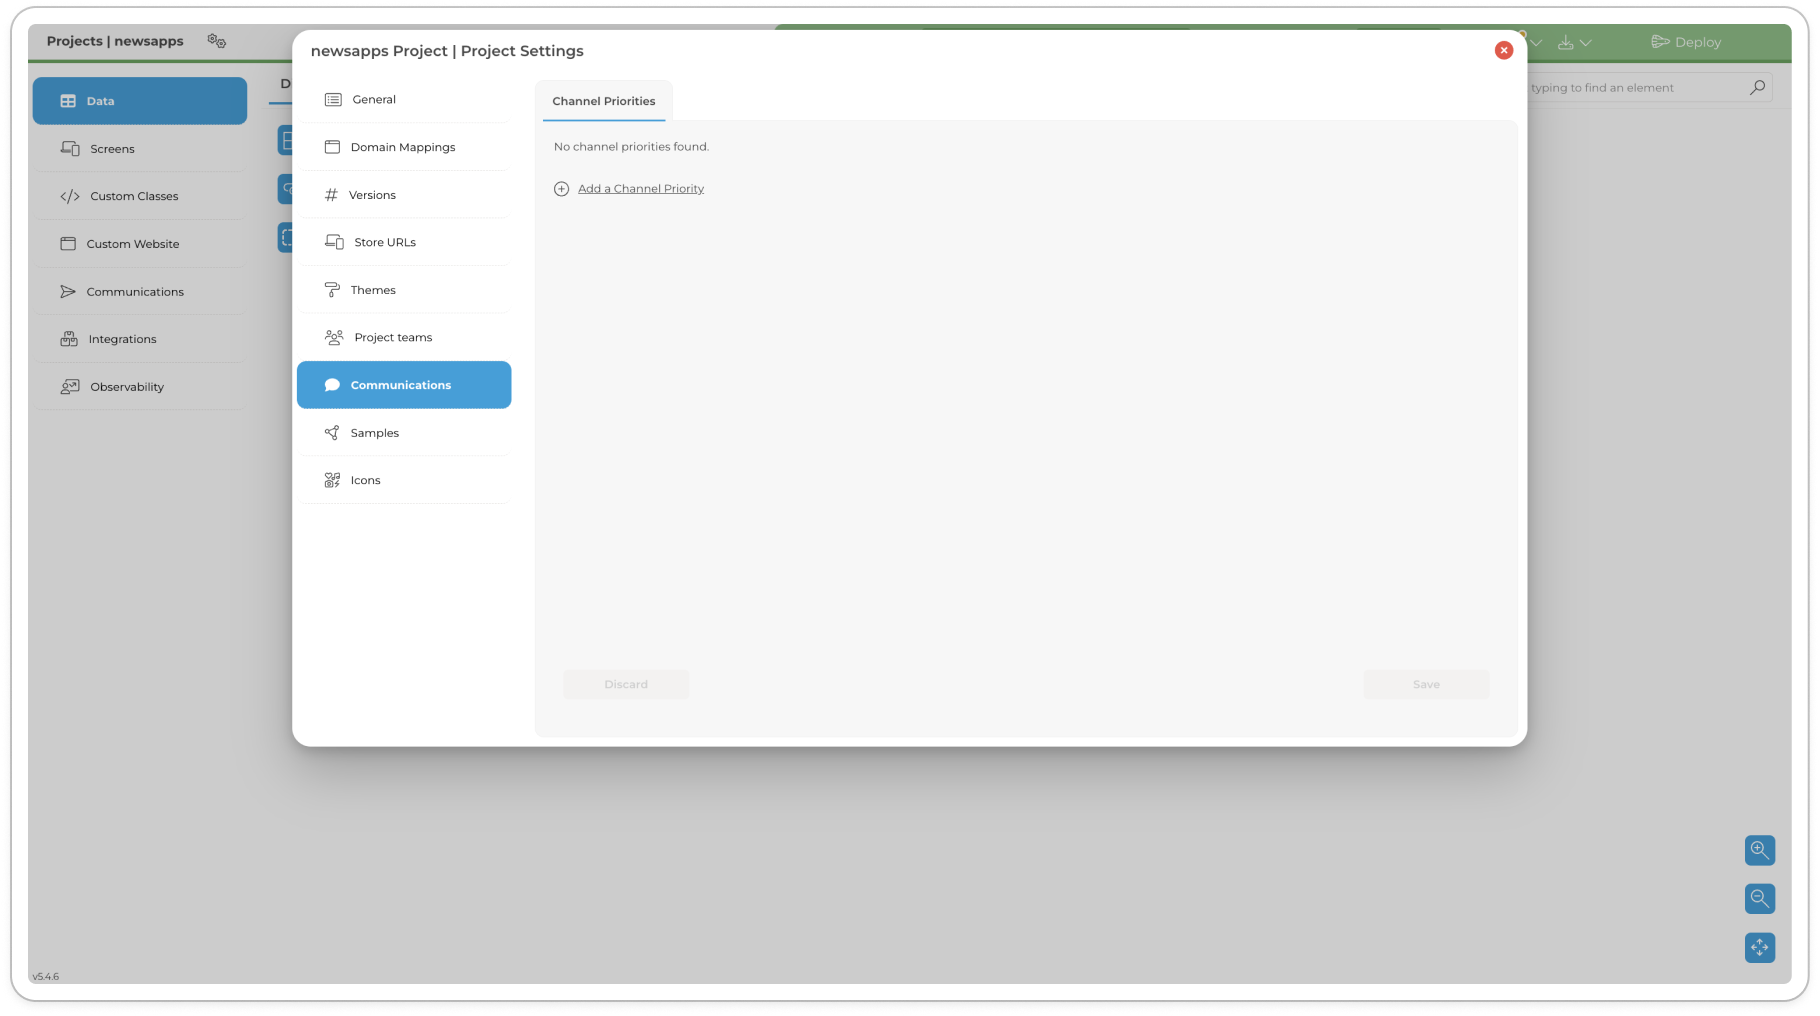 Projects | newsapps
Deploy
newsapps Project | Project Settings
typing to find an element
Data
Screens
Custom Classes
Custom Website
Communications
Integrations
Observability
D
General
Domain Mappings
Versions
Store URLs
Themes
Project teams
Communications
Samples
Icons
Channel Priorities
No channel priorities found.
Add a Channel Priority
Discard
Save
v5.4.6